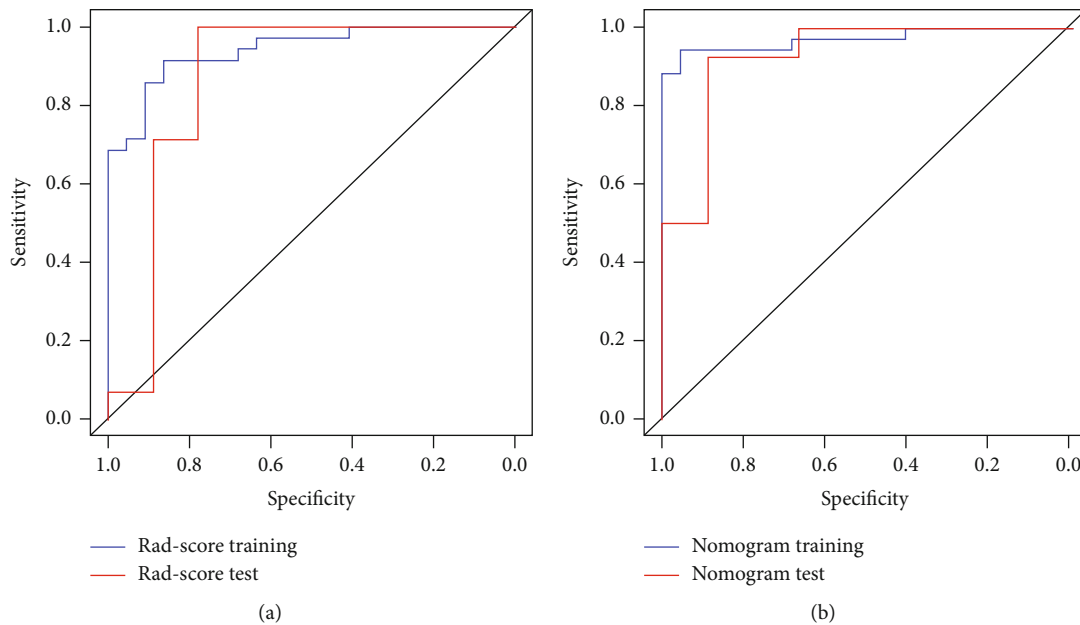 1.0
0.8
0.6
0.4
0.2
0.0
Sensitivity
1.0 0.8 0.6 0.4 0.2 0.0
Specificity
Rad-score training
Rad-score test
(a)
1.0
0.8
0.6
0.4
0.2
0.0
Sensitivity
1.0 0.8 0.6 0.4 0.2 0.0
Specificity
Nomogram training
Nomogram test
(b)